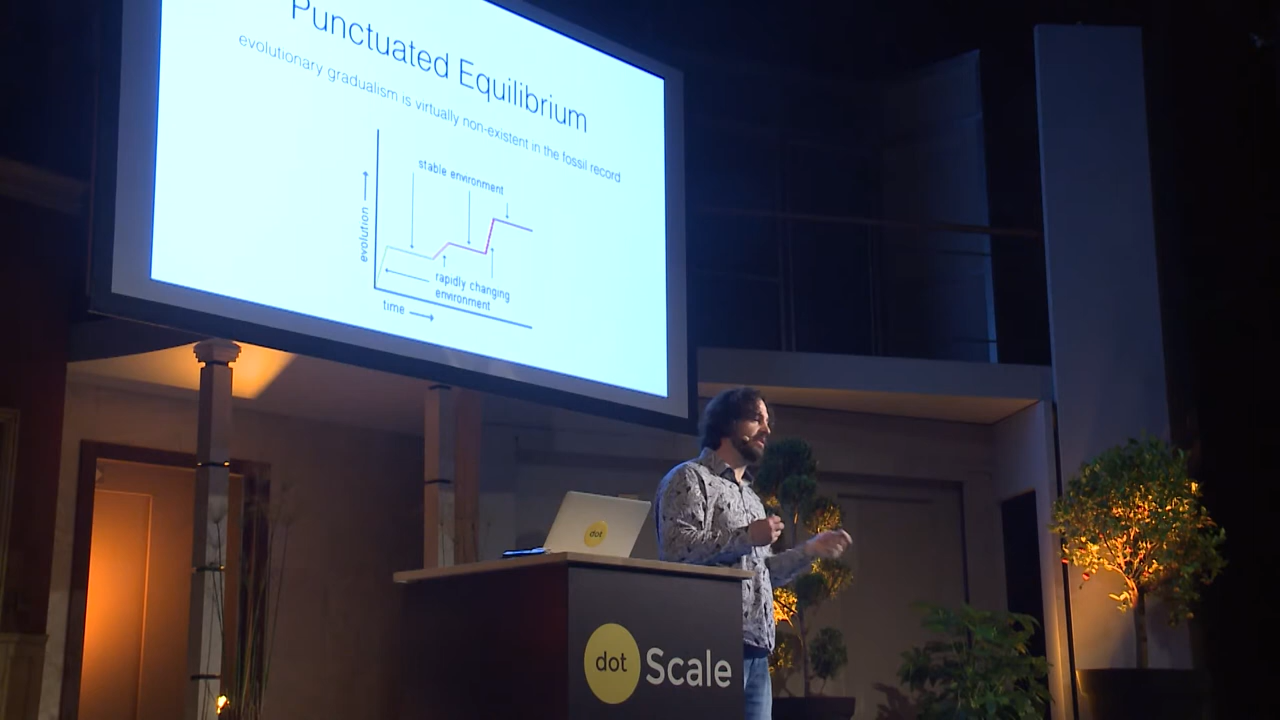 Punctuated Equilibrium
evolutionary gradualism is virtually non-existent in the fossil record
stable environment
evolution
rapidly changing
environment
time
dot
dot Scale